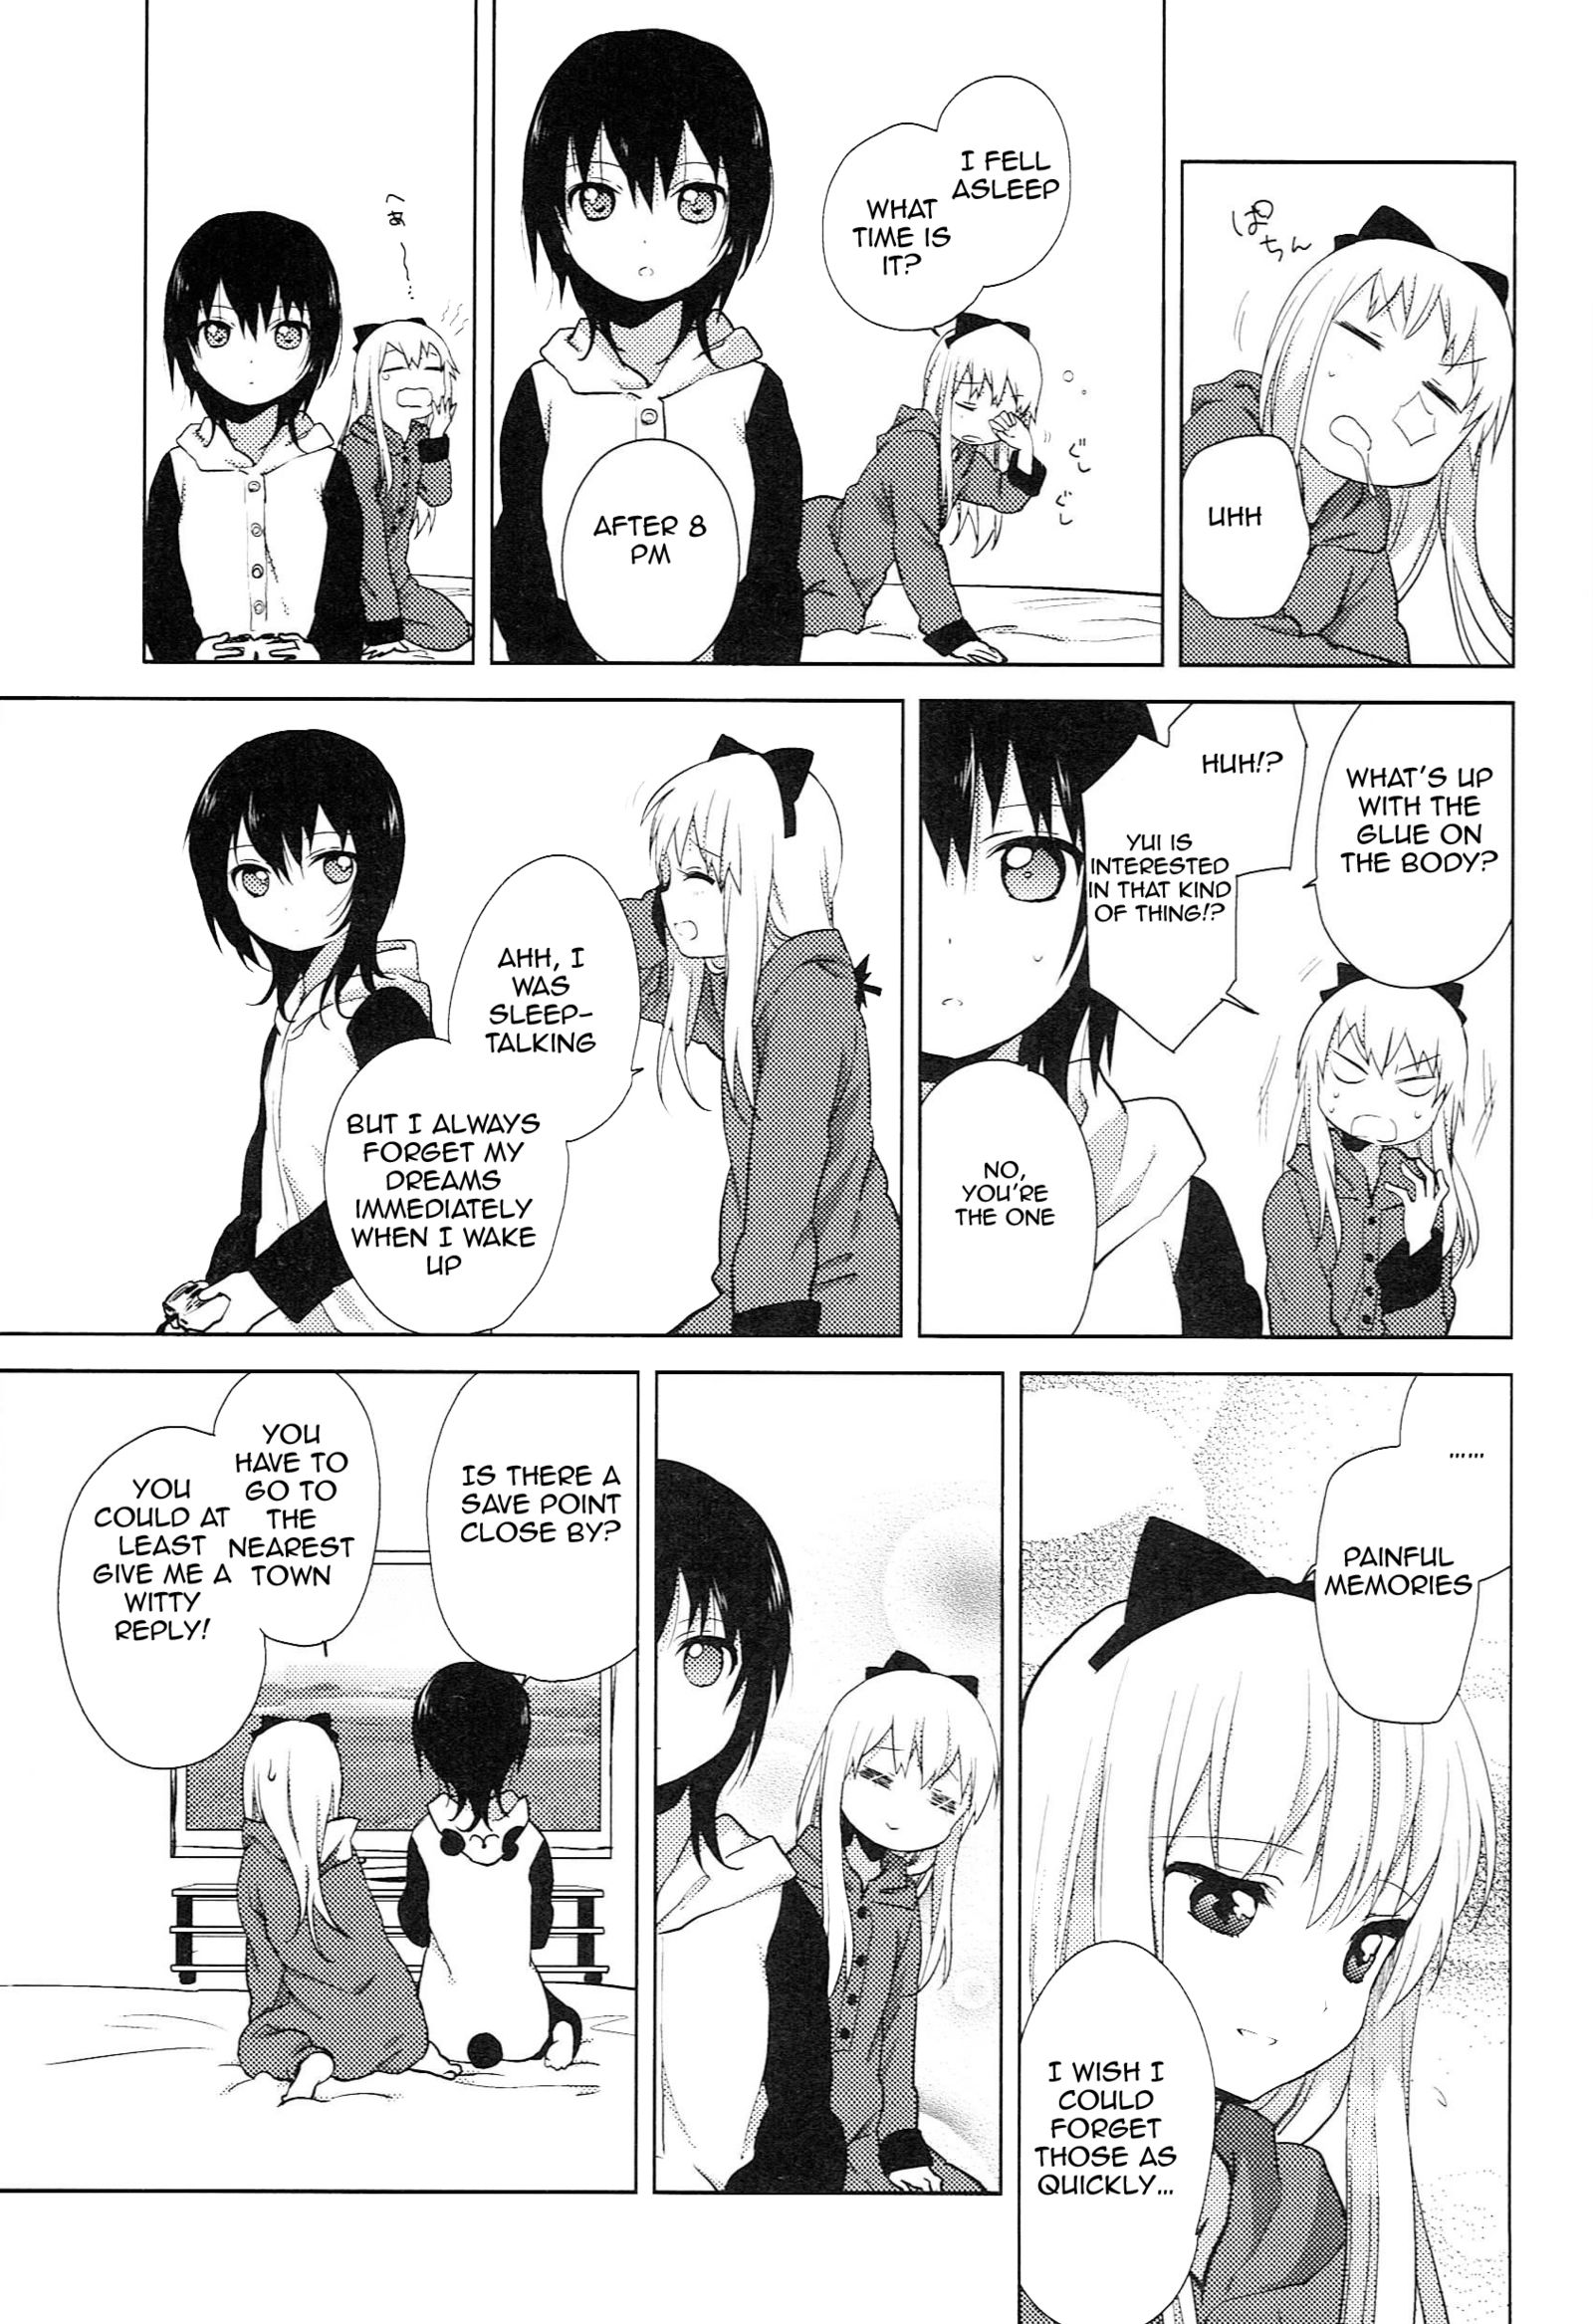 ぱちん
UHH
I FELL
ASLEEP
WHAT
TIME IS
IT?
ぐし
ぐし
AFTER 8
PM
へあ〜〜…
WHAT'S UP
WITH THE
GLUE ON
THE BODY?
HUH!?
YUI IS
INTERESTED
IN THAT KIND
OF THING!?
NO,
YOU'RE
THE ONE
AHH, I
WAS
SLEEP-
TALKING
BUT I ALWAYS
FORGET MY
DREAMS
IMMEDIATELY
WHEN I WAKE
UP
......
PAINFUL
MEMORIES
I WISH I
COULD
FORGET
THOSE AS
QUICKLY...
IS THERE A
SAVE POINT
CLOSE BY?
YOU
HAVE TO
GO TO
THE
NEAREST
TOWN
YOU
COULD AT
LEAST
GIVE ME A
WITTY
REPLY!